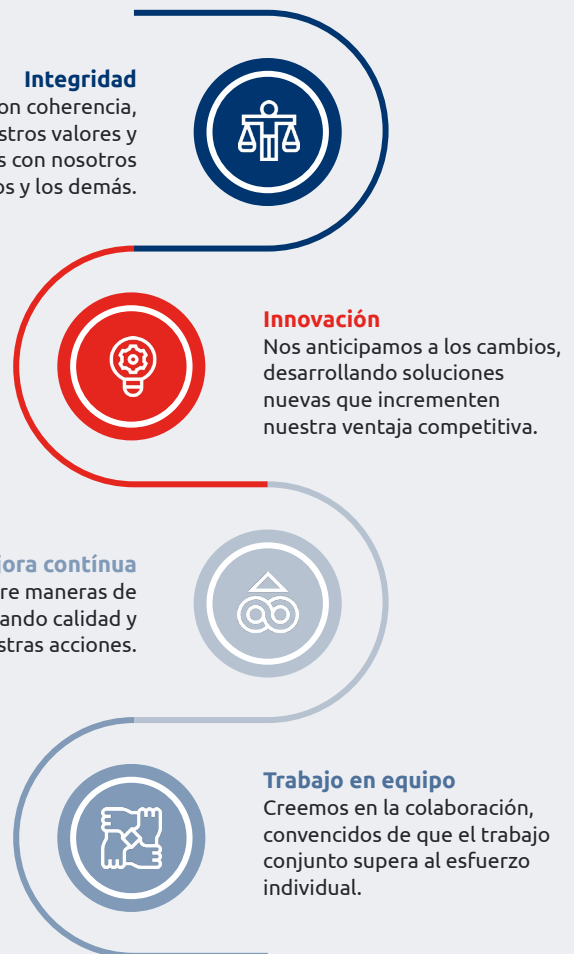 Integridad
on coherencia,
stros valores y
s con nosotros
os y los demás.
Innovación
Nos anticipamos a los cambios,
desarrollando soluciones
nuevas que incrementen
nuestra ventaja competitiva.
jora contínua
re maneras de
ando calidad y
stras acciones.
Trabajo en equipo
Creemos en la colaboración,
convencidos de que el trabajo
conjunto supera al esfuerzo
individual.